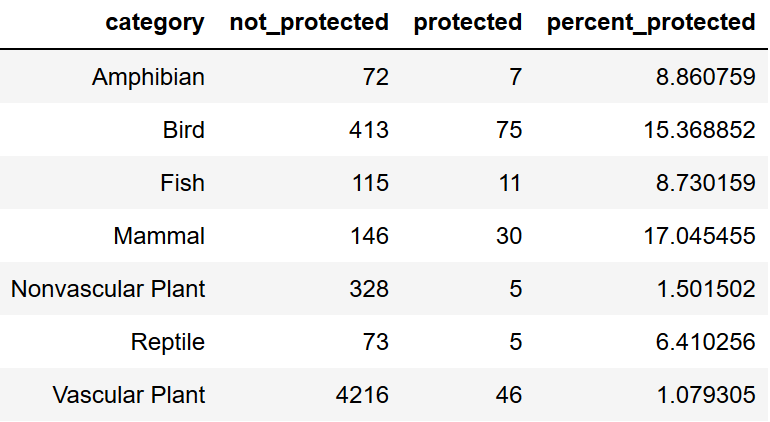 category not_protected protected percent_protected
Amphibian 72 7 8.860759
Bird 413 75 15.368852
Fish 115 11 8.730159
Mammal 146 30 17.045455
Nonvascular Plant 328 5 1.501502
Reptile 73 5 6.410256
Vascular Plant 4216 46 1.079305